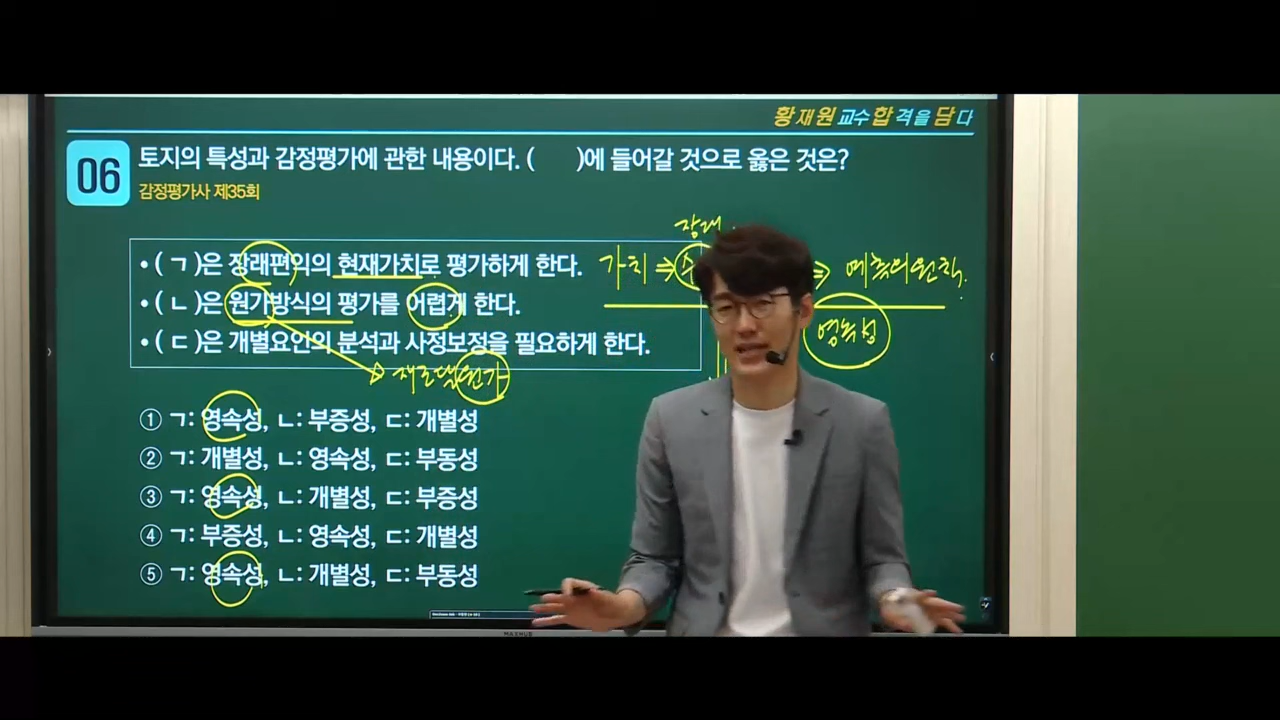 황재원 교수 합격을 담다
06 토지의 특성과 감정평가에 관한 내용이다. ( )에 들어갈 것으로 옳은 것은?
감정평가사 제35회
• ( ㄱ )은 장래편익의 현재가치로 평가하게 한다.
• ( ㄴ )은 원가방식의 평가를 어렵게 한다.
• ( ㄷ )은 개별요인의 분석과 사정보정을 필요하게 한다.
장래
가치 ⇒ 수 ⇒ 예측의 원칙.
영속성
재조달원가
① ㄱ: 영속성, ㄴ: 부증성, ㄷ: 개별성
② ㄱ: 개별성, ㄴ: 영속성, ㄷ: 부동성
③ ㄱ: 영속성, ㄴ: 개별성, ㄷ: 부증성
④ ㄱ: 부증성, ㄴ: 영속성, ㄷ: 개별성
⑤ ㄱ: 영속성, ㄴ: 개별성, ㄷ: 부동성
MAXHUB